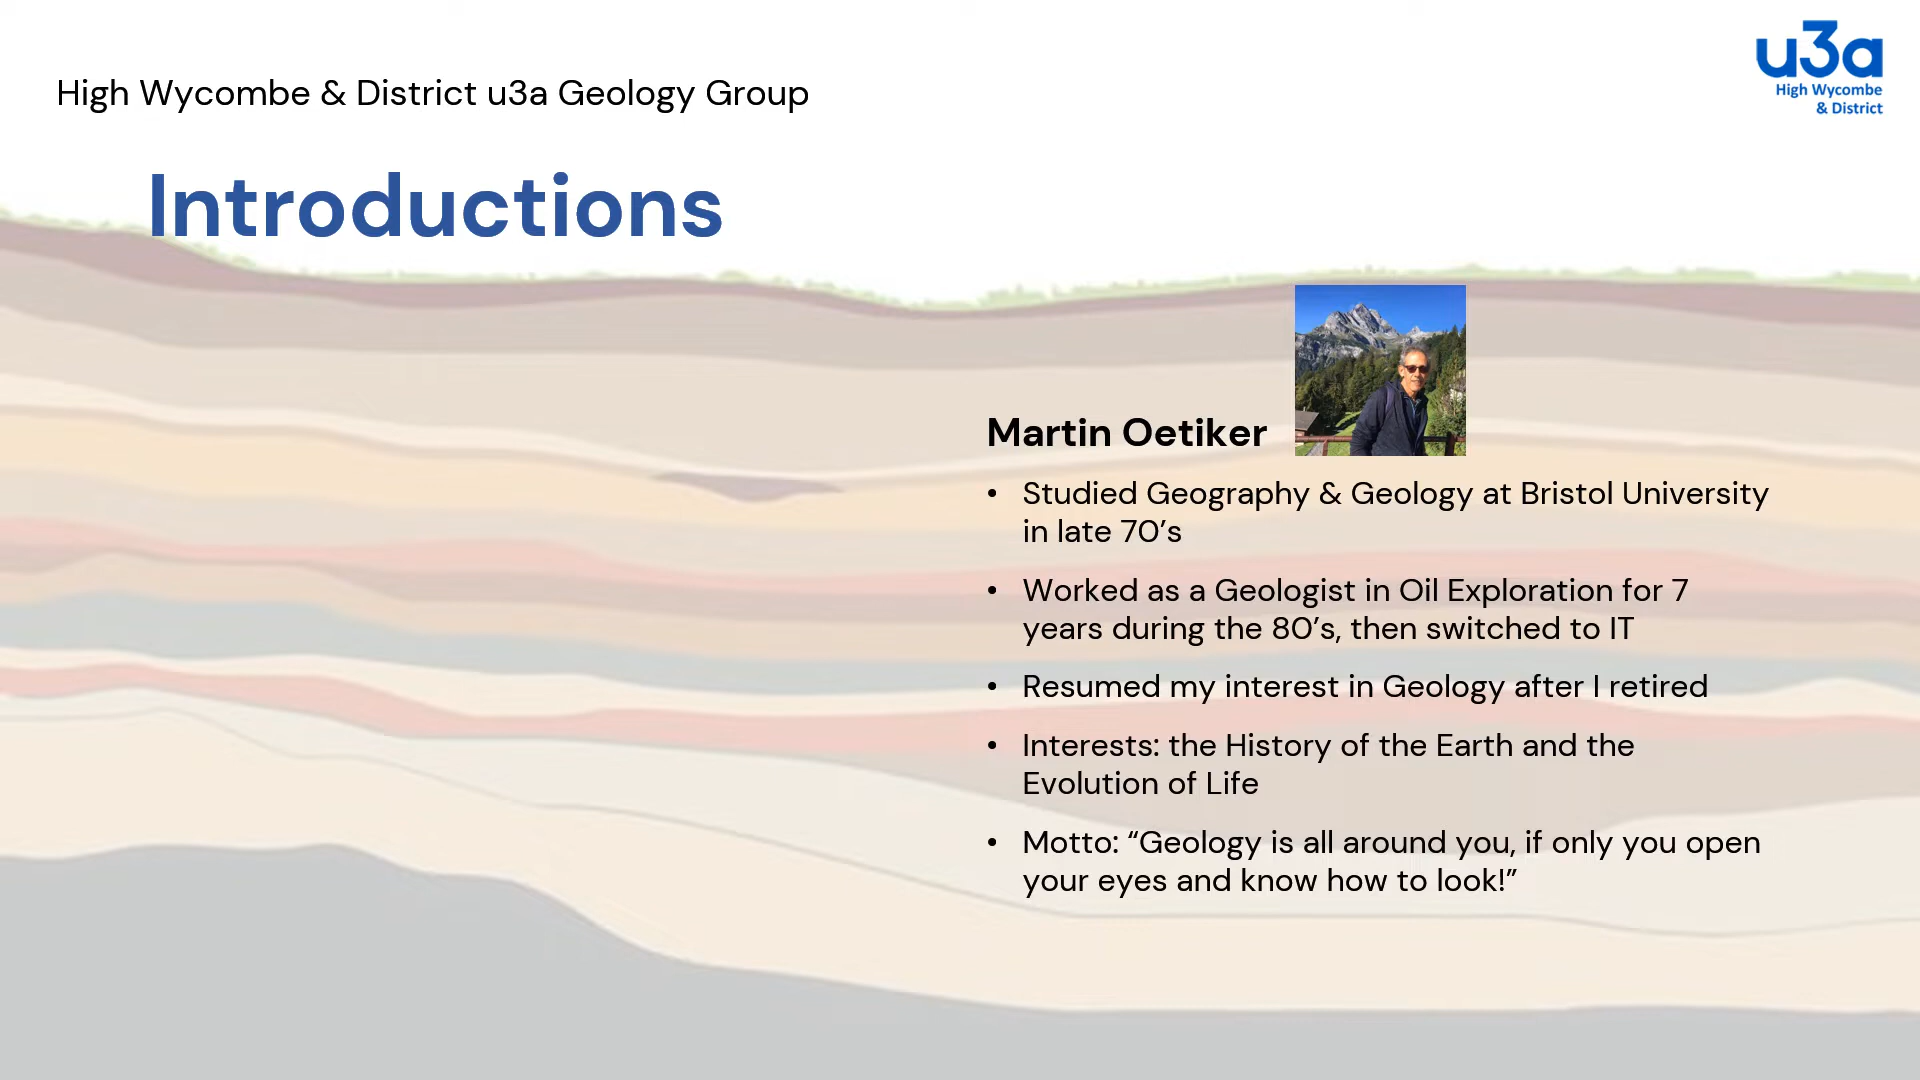 High Wycombe & District u3a Geology Group
u3a
High Wycombe
& District
Introductions
Martin Oetiker
• Studied Geography & Geology at Bristol University
in late 70’s
• Worked as a Geologist in Oil Exploration for 7
years during the 80’s, then switched to IT
• Resumed my interest in Geology after I retired
• Interests: the History of the Earth and the
Evolution of Life
• Motto: “Geology is all around you, if only you open
your eyes and know how to look!”